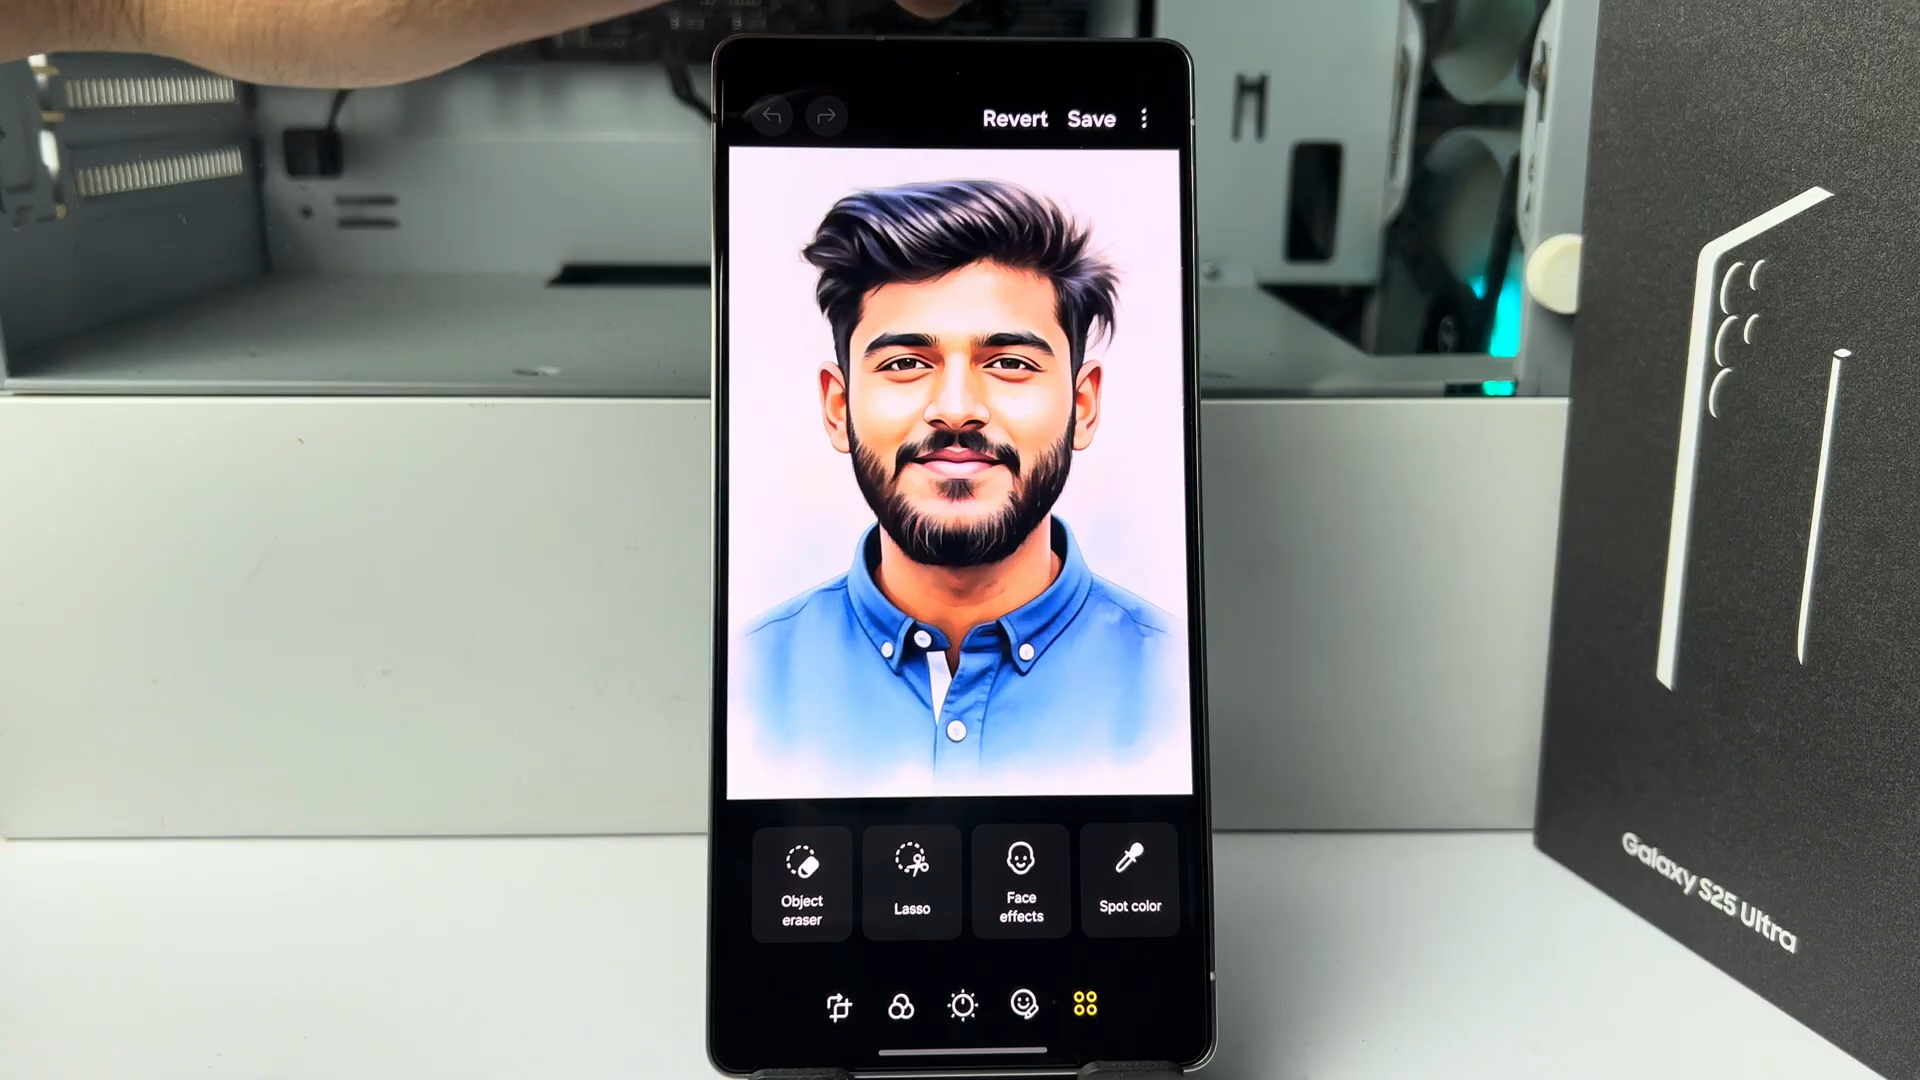 Revert Save
Object
eraser
Lasso
Face
effects
Spot color
Galaxy S25 Ultra